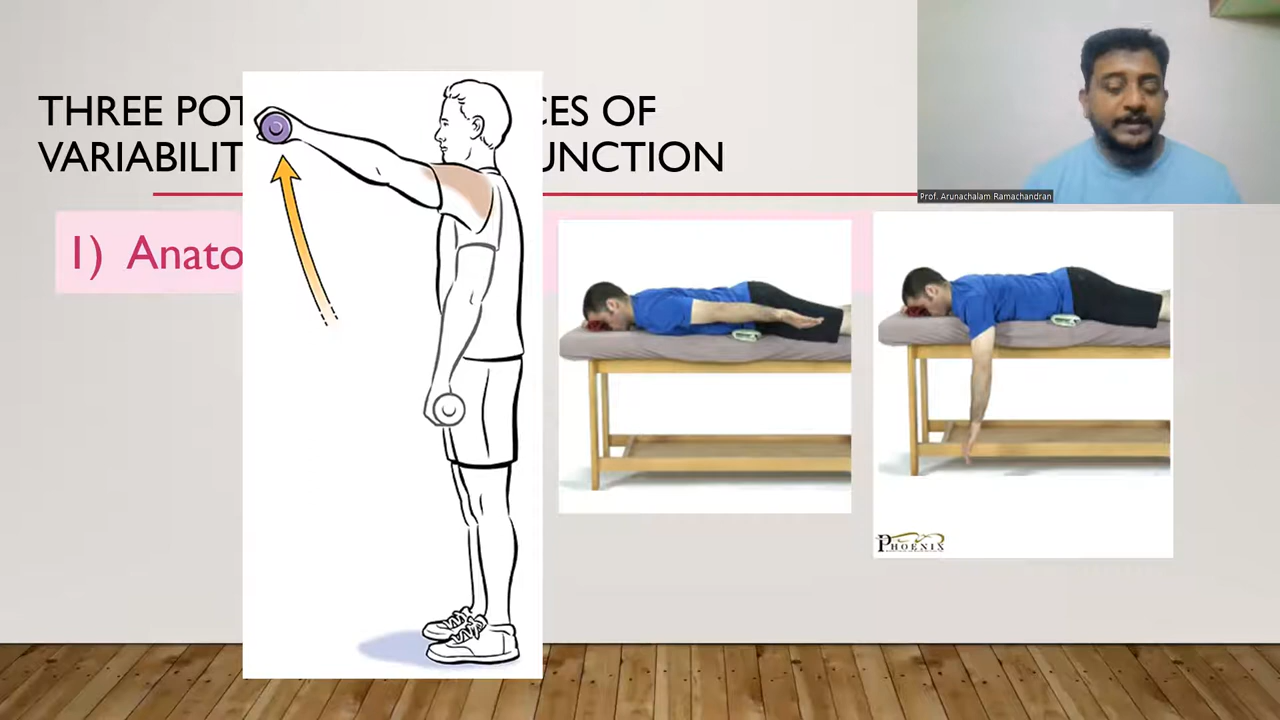 THREE POT CES OF
VARIABILIT UNCTION
1) Anato
Prof. Arunachalam Ramachandran
PHOENIX